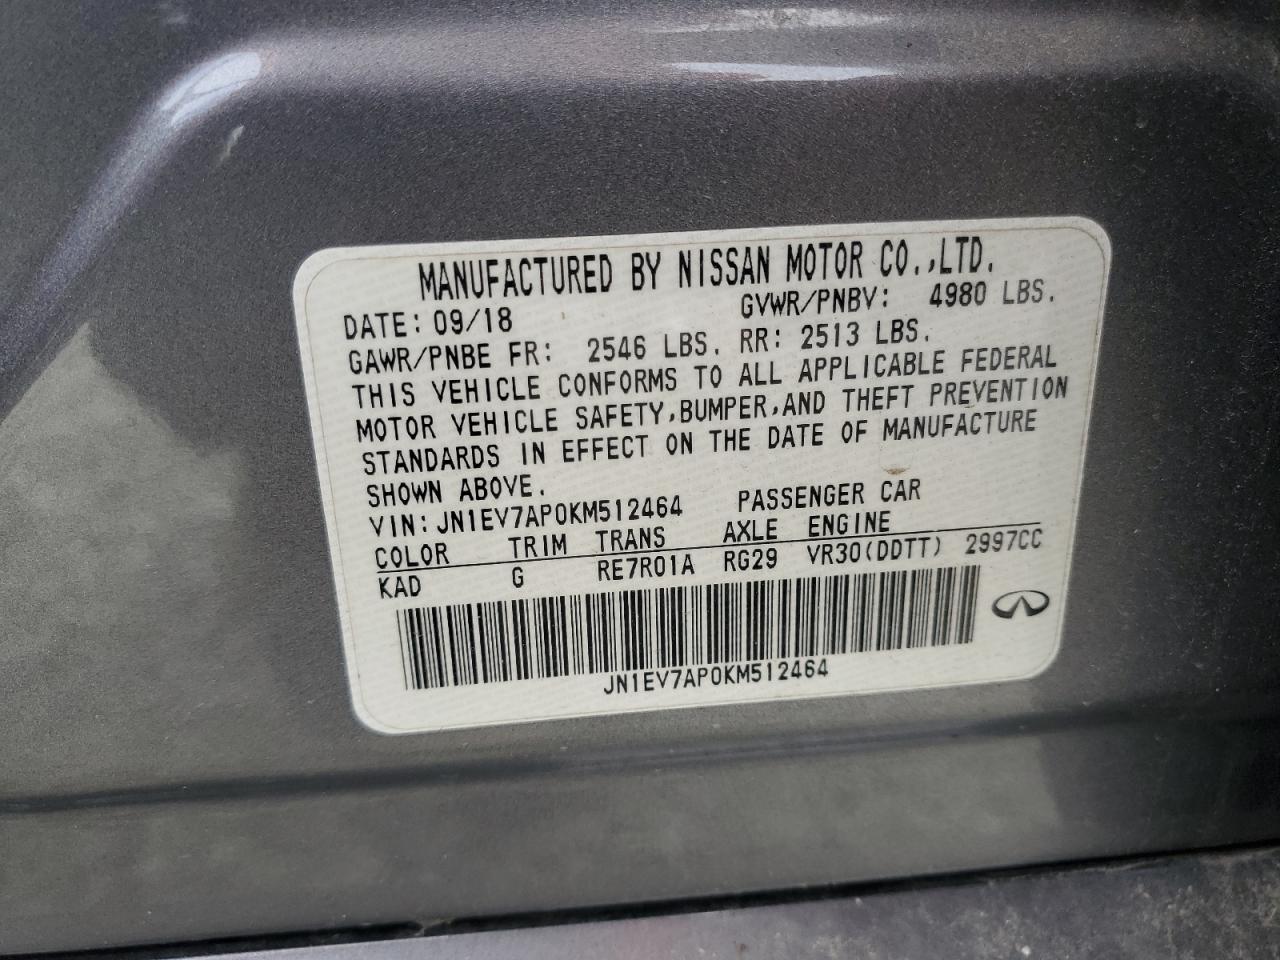 MANUFACTURED BY NISSAN MOTOR CO.,LTD.
DATE: 09/18 GVWR/PNBV: 4980 LBS.
GAWR/PNBE FR: 2546 LBS. RR: 2513 LBS.
THIS VEHICLE CONFORMS TO ALL APPLICABLE FEDERAL
MOTOR VEHICLE SAFETY,BUMPER,AND THEFT PREVENTION
STANDARDS IN EFFECT ON THE DATE OF MANUFACTURE
SHOWN ABOVE.
VIN: JN1EV7AP0KM512464 PASSENGER CAR
COLOR TRIM TRANS AXLE ENGINE
KAD G RE7R01A RG29 VR30(DDTT) 2997CC
JN1EV7AP0KM512464